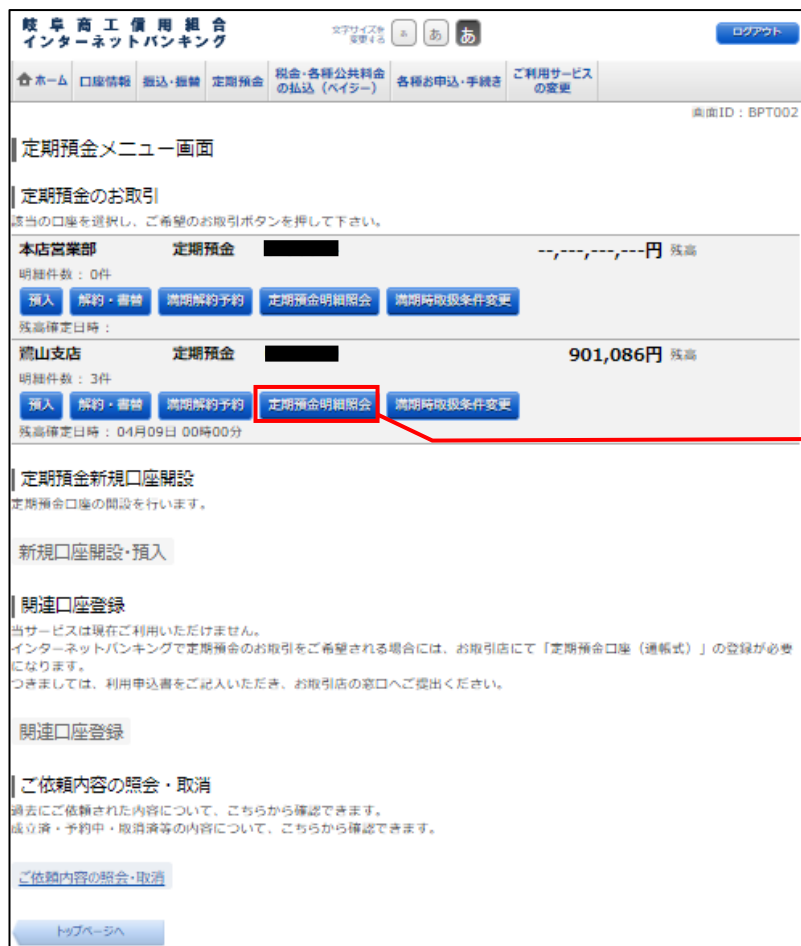 岐阜商工信用組合
インターネットバンキング
文字サイズを
変更する
あ あ あ
ログアウト
ホーム 口座情報 振込・振替 定期預金 税金・各種公共料金
の払込(ペイジー) 各種お申込・手続き ご利用サービス
の変更
画面ID:BPT002
定期預金メニュー画面
定期預金のお取引
該当の口座を選択し、ご希望のお取引ボタンを押して下さい。
本店営業部 定期預金 --,---,---,---円 残高
明細件数:0件
預入 解約・書替 満期解約予約 定期預金明細照会 満期時取扱条件変更
残高確定日時:
鷺山支店 定期預金 901,086円 残高
明細件数:3件
預入 解約・書替 満期解約予約 定期預金明細照会 満期時取扱条件変更
残高確定日時:04月09日 00時00分
定期預金新規口座開設
定期預金口座の開設を行います。
新規口座開設・預入
関連口座登録
当サービスは現在ご利用いただけません。
インターネットバンキングで定期預金のお取引をご希望される場合には、お取引店にて「定期預金口座(通帳式)」の登録が必要
になります。
つきましては、利用申込書をご記入いただき、お取引店の窓口へご提出ください。
関連口座登録
ご依頼内容の照会・取消
過去にご依頼された内容について、こちらから確認できます。
成立済・予約中・取消済等の内容について、こちらから確認できます。
ご依頼内容の照会・取消
トップページへ